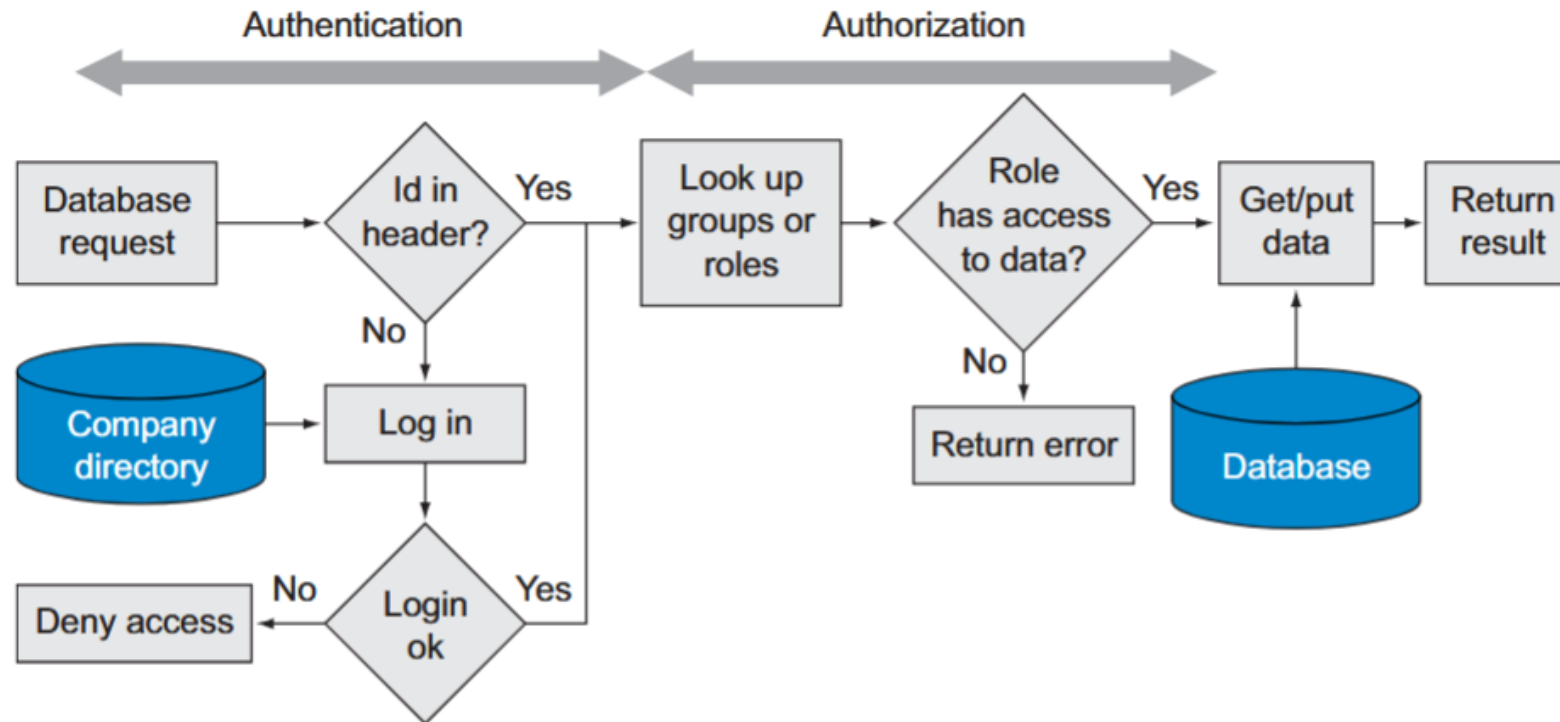 Authentication
Authorization
Database
request
Id in
header?
Yes
No
Look up
groups or
roles
Role
has access
to data?
Yes
No
Get/put
data
Return
result
Company
directory
Log in
Return error
Database
Login
ok
No
Yes
Deny access